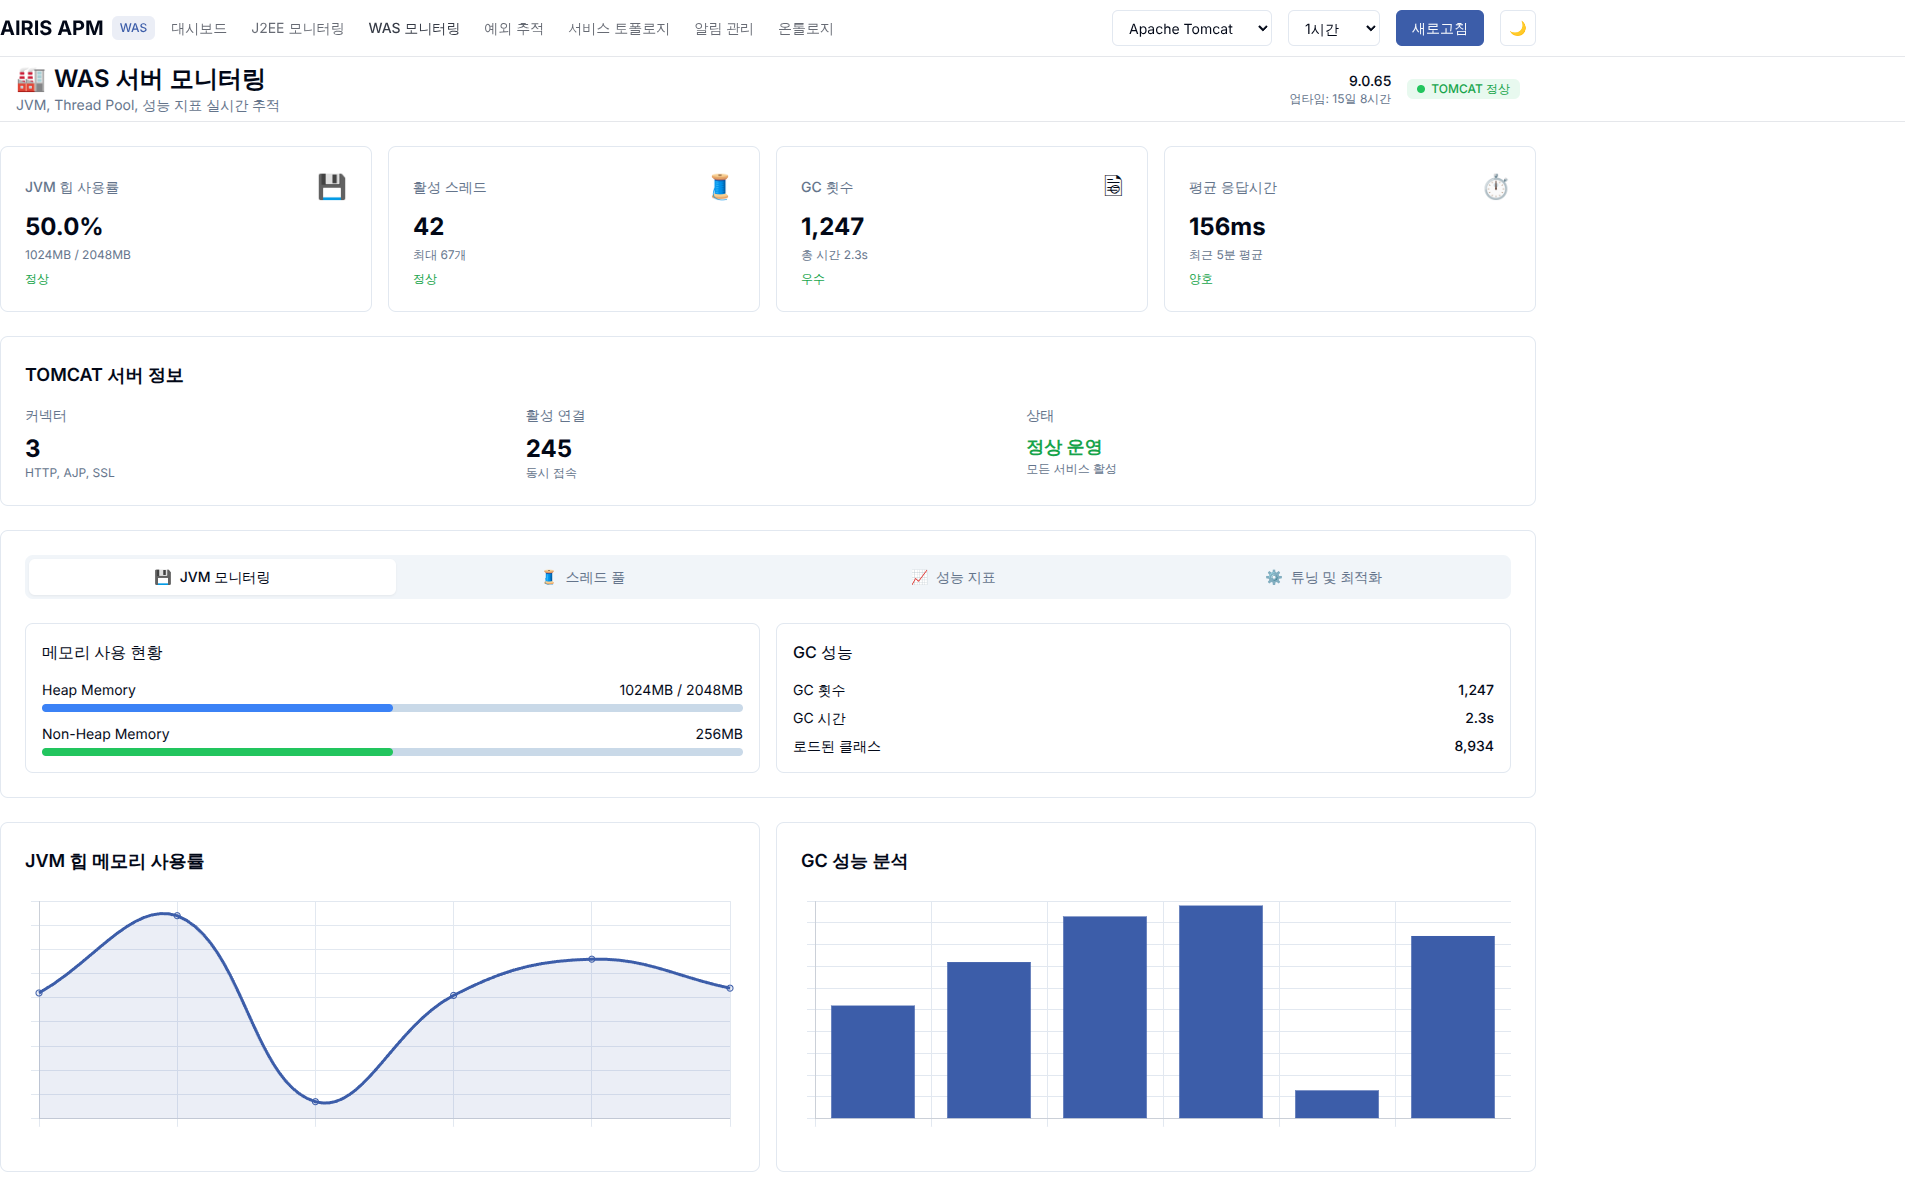 AIRIS APM WAS 대시보드 J2EE 모니터링 WAS 모니터링 예외 추적 서비스 토폴로지 알림 관리 온톨로지 Apache Tomcat 1시간 새로고침
WAS 서버 모니터링
JVM, Thread Pool, 성능 지표 실시간 추적
9.0.65
업타임: 15일 8시간
TOMCAT 정상
JVM 힙 사용률
50.0%
1024MB / 2048MB
정상
활성 스레드
42
최대 67개
정상
GC 횟수
1,247
총 시간 2.3s
우수
평균 응답시간
156ms
최근 5분 평균
양호
TOMCAT 서버 정보
커넥터
3
HTTP, AJP, SSL
활성 연결
245
동시 접속
상태
정상 운영
모든 서비스 활성
JVM 모니터링 스레드 풀 성능 지표 튜닝 및 최적화
메모리 사용 현황
Heap Memory 1024MB / 2048MB
Non-Heap Memory 256MB
GC 성능
GC 횟수 1,247
GC 시간 2.3s
로드된 클래스 8,934
JVM 힙 메모리 사용률
GC 성능 분석